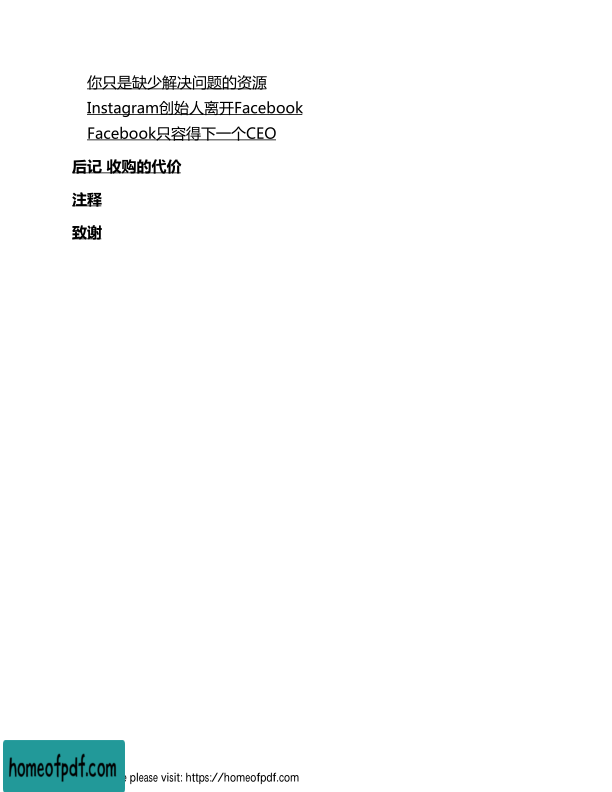 你只是缺少解决问题的资源
Instagram创始人离开Facebook
Facebook只容得下一个CEO
后记 收购的代价
注释
致谢
homeofpdf.com
please visit: https://homeofpdf.com